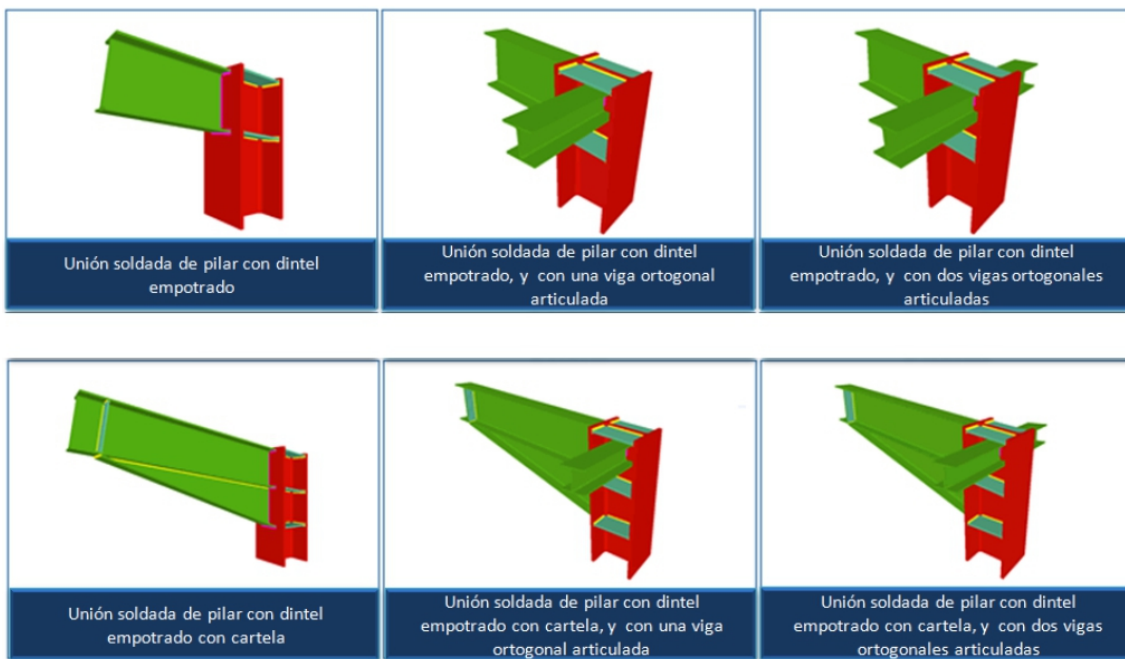 Unión soldada de pilar con dintel
empotrado
Unión soldada de pilar con dintel
empotrado, y con una viga ortogonal
articulada
Unión soldada de pilar con dintel
empotrado, y con dos vigas ortogonales
articuladas
Unión soldada de pilar con dintel
empotrado con cartela
Unión soldada de pilar con dintel
empotrado con cartela, y con una viga
ortogonal articulada
Unión soldada de pilar con dintel
empotrado con cartela, y con dos vigas
ortogonales articuladas